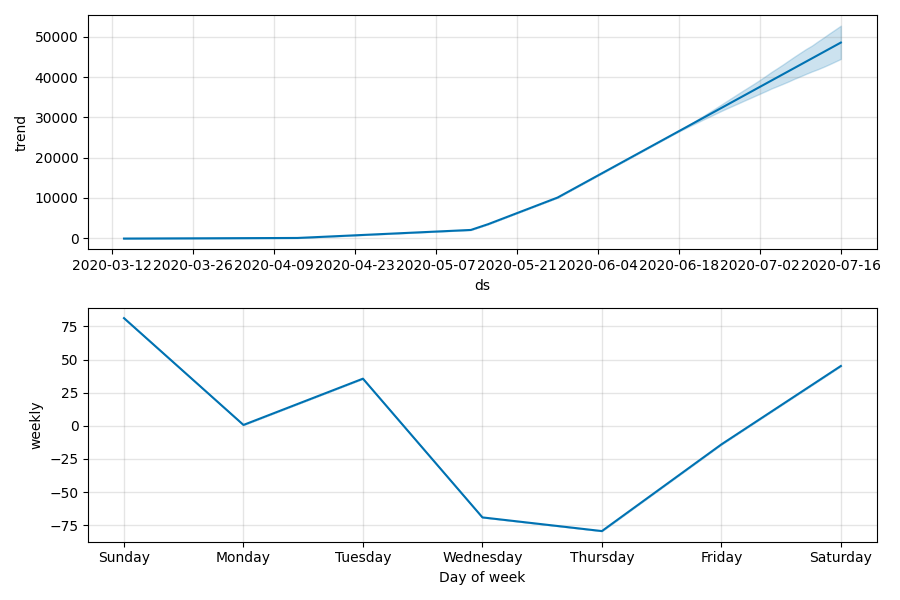 50000
40000
30000
20000
10000
0
trend
2020-03-12 2020-03-26 2020-04-09 2020-04-23 2020-05-07 2020-05-21 2020-06-04 2020-06-18 2020-07-02 2020-07-16
ds
75
50
25
0
−25
−50
−75
weekly
Sunday Monday Tuesday Wednesday Thursday Friday Saturday
Day of week